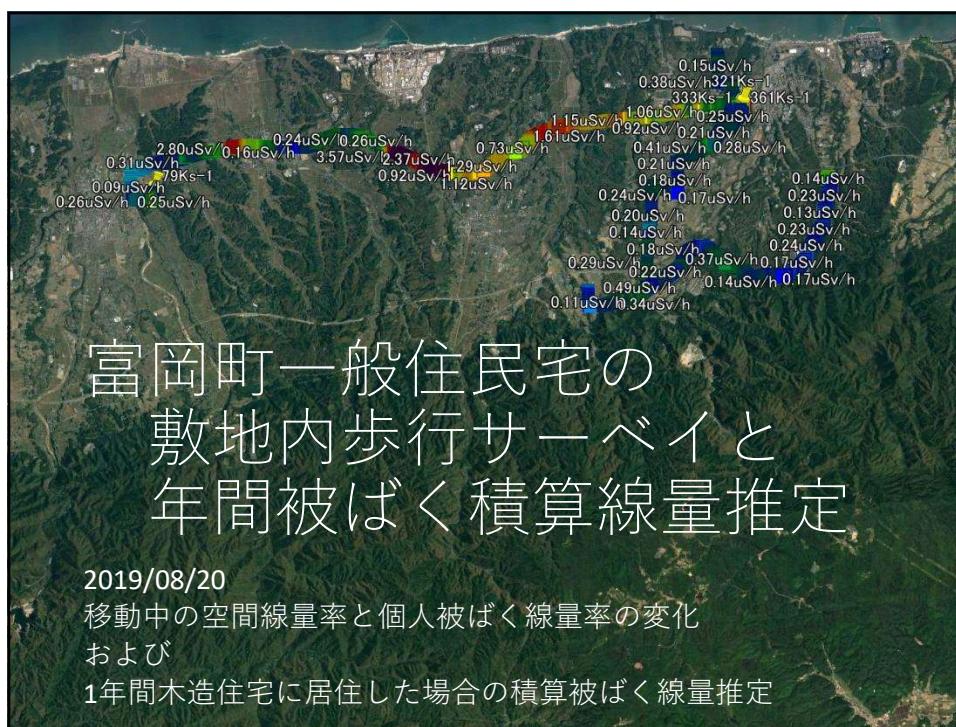 0.15uSv/h
0.38uSv/h 321Ks-1
333Ks-1 361Ks-1
1.15uSv/h 1.06uSv/h 0.25uSv/h
1.61uSv/h 0.92uSv/h 0.21uSv/h
0.24uSv/h 0.26uSv/h 0.73uSv/h 0.41uSv/h 0.28uSv/h
2.80uSv/ 0.16uSv/h 3.57uSv/ 2.37uSv/h .29uSv/h 0.21uSv/h
0.31uSv/h 79Ks-1 0.92uSv/h 1.12uSv/h 0.18uSv/h 0.14uSv/h
0.09uSv/h 0.24uSv/h 0.17uSv/h 0.23uSv/h
0.26uSv/h 0.25uSv/h 0.20uSv/h 0.13uSv/h
0.14uSv/h 0.23uSv/h
0.18uSv/h 0.24uSv/h
0.29uSv/h 0.37uSv/h 0.17uSv/h
0.22uSv/h 0.14uSv/h 0.17uSv/h
0.49uSv/h
0.11uSv/h 0.34uSv/h
富岡町一般住民宅の
敷地内歩行サーベイと
年間被ばく積算線量推定
2019/08/20
移動中の空間線量率と個人被ばく線量率の変化
および
1年間木造住宅に居住した場合の積算被ばく線量推定